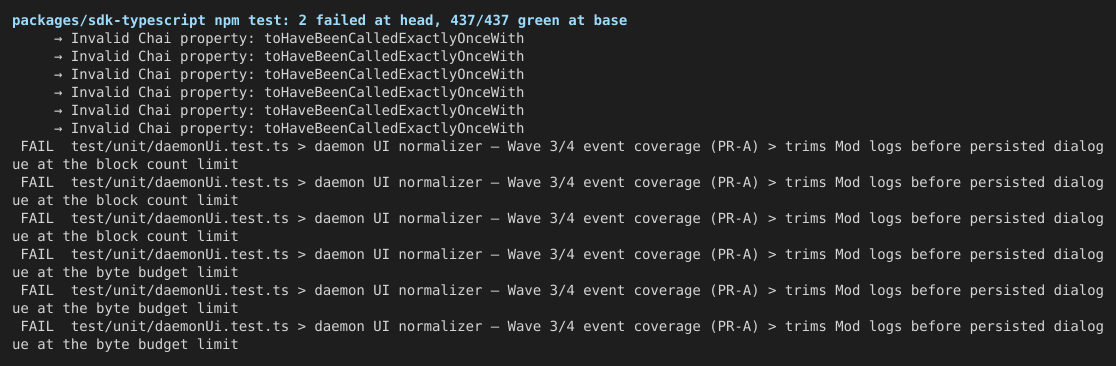 packages/sdk-typescript npm test: 2 failed at head, 437/437 green at base
→ Invalid Chai property: toHaveBeenCalledExactlyOnceWith
→ Invalid Chai property: toHaveBeenCalledExactlyOnceWith
→ Invalid Chai property: toHaveBeenCalledExactlyOnceWith
→ Invalid Chai property: toHaveBeenCalledExactlyOnceWith
→ Invalid Chai property: toHaveBeenCalledExactlyOnceWith
→ Invalid Chai property: toHaveBeenCalledExactlyOnceWith
FAIL  test/unit/daemonUi.test.ts > daemon UI normalizer — Wave 3/4 event coverage (PR-A) > trims Mod logs before persisted dialog
ue at the block count limit
FAIL  test/unit/daemonUi.test.ts > daemon UI normalizer — Wave 3/4 event coverage (PR-A) > trims Mod logs before persisted dialog
ue at the block count limit
FAIL  test/unit/daemonUi.test.ts > daemon UI normalizer — Wave 3/4 event coverage (PR-A) > trims Mod logs before persisted dialog
ue at the block count limit
FAIL  test/unit/daemonUi.test.ts > daemon UI normalizer — Wave 3/4 event coverage (PR-A) > trims Mod logs before persisted dialog
ue at the byte budget limit
FAIL  test/unit/daemonUi.test.ts > daemon UI normalizer — Wave 3/4 event coverage (PR-A) > trims Mod logs before persisted dialog
ue at the byte budget limit
FAIL  test/unit/daemonUi.test.ts > daemon UI normalizer — Wave 3/4 event coverage (PR-A) > trims Mod logs before persisted dialog
ue at the byte budget limit